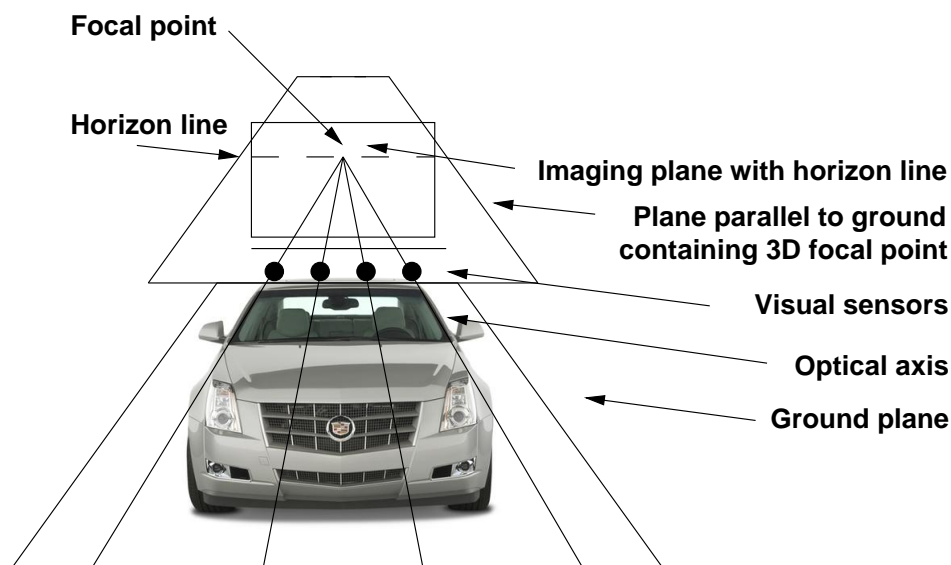 Focal point
Horizon line
Imaging plane with horizon line
Plane parallel to ground
containing 3D focal point
Visual sensors
Optical axis
Ground plane